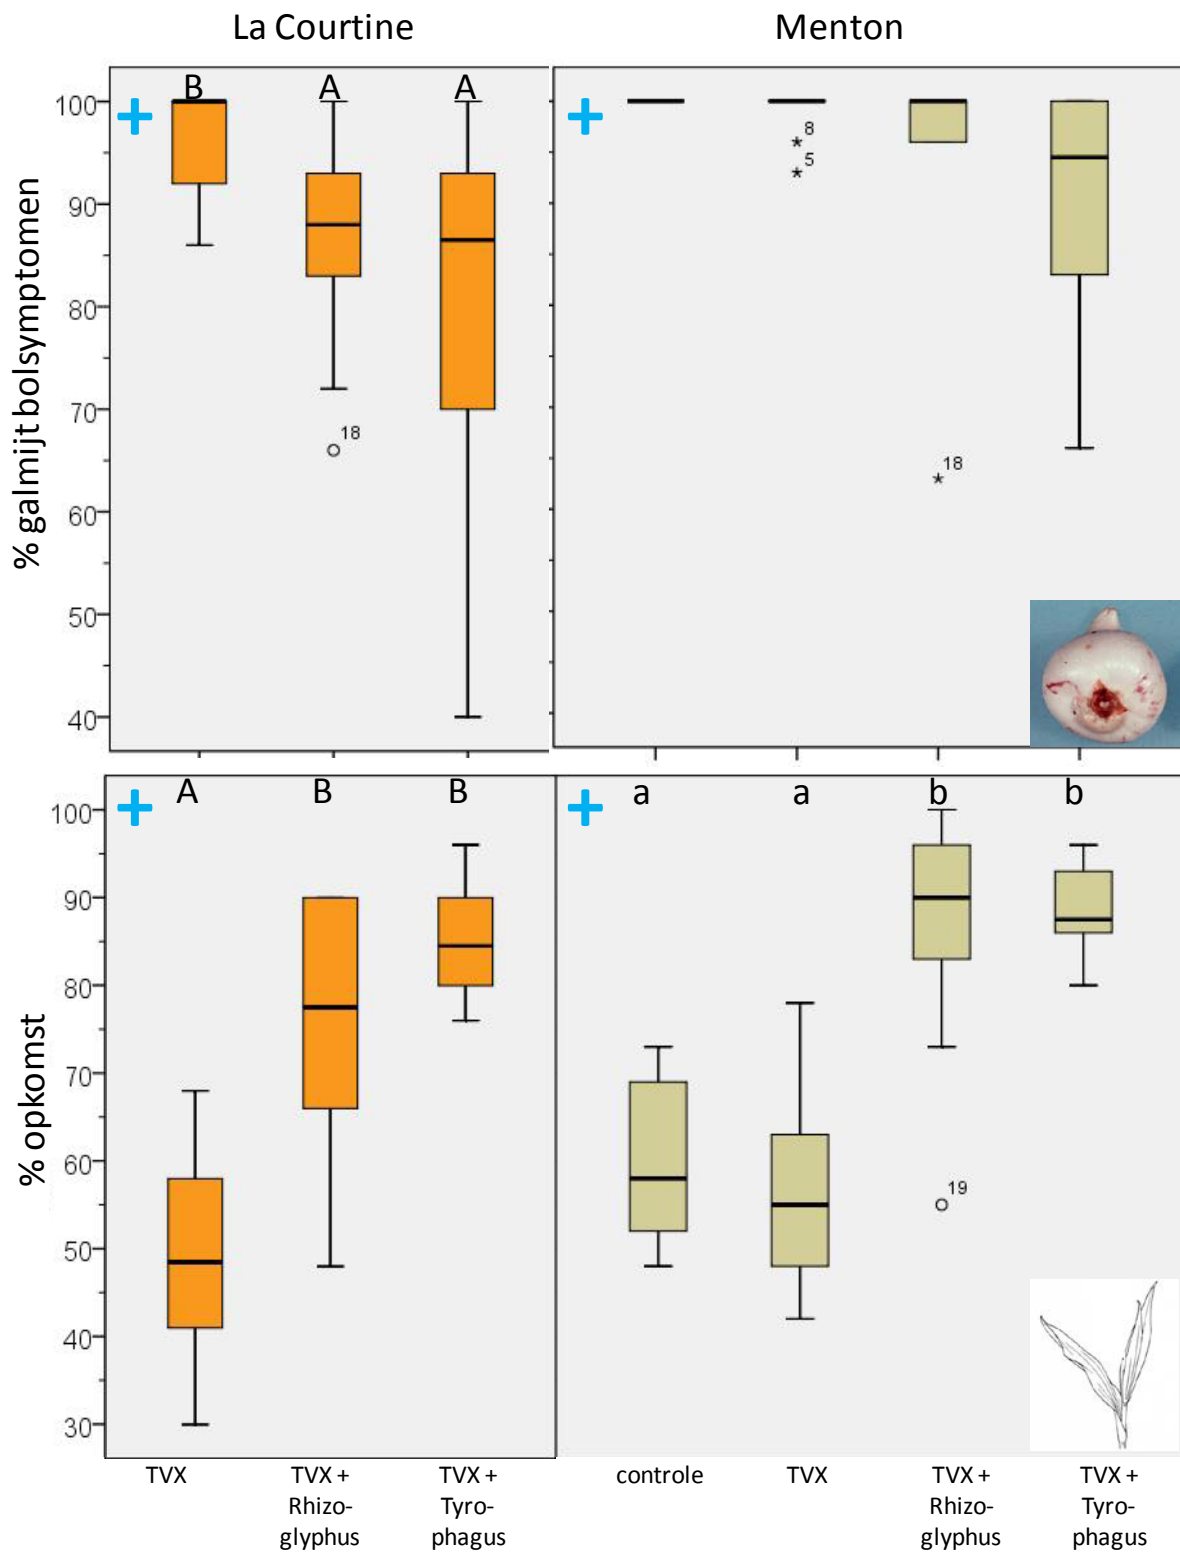 La Courtine
Menton
% galmijt bolsymptomen
100
90
80
70
60
50
40
B
A
A
18
8
5
18
% opkomst
100
90
80
70
60
50
40
30
A
B
B
a
a
b
b
19
TVX
TVX +
Rhizo-
glyphus
TVX +
Tyro-
phagus
controle
TVX
TVX +
Rhizo-
glyphus
TVX +
Tyro-
phagus